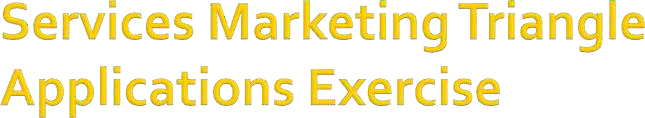 Services Marketing Triangle
Applications Exercise